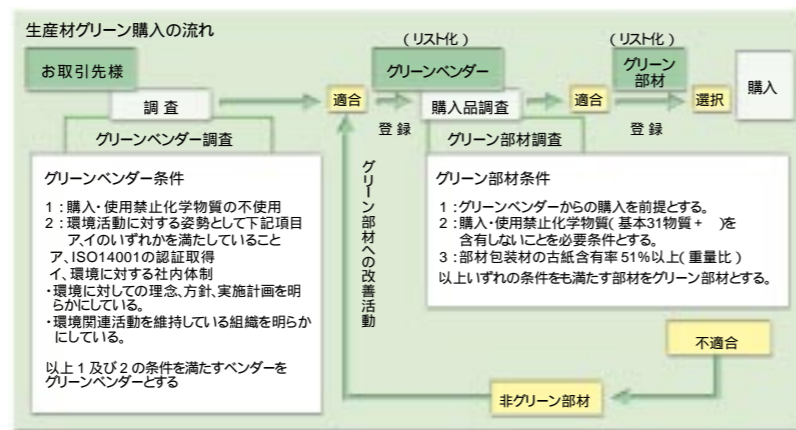 生産材グリーン購入の流れ
お取引先様
調査
グリーンベンダー調査
適合
登録
(リスト化)
グリーンベンダー
購入品調査
グリーン部材調査
適合
登録
(リスト化)
グリーン
部材
選択
購入
グリーンベンダー条件
1:購入・使用禁止化学物質の不使用
2:環境活動に対する姿勢として下記項目
ア、イのいずれかを満たしていること
ア、ISO14001の認証取得
イ、環境に対する社内体制
・環境に対しての理念、方針、実施計画を明
らかにしている。
・環境関連活動を維持している組織を明らか
にしている。
以上1及び2の条件を満たすベンダーを
グリーンベンダーとする
グリーン部材への改善活動
グリーン部材条件
1:グリーンベンダーからの購入を前提とする。
2:購入・使用禁止化学物質(基本31物質+ )を
含有しないことを必要条件とする。
3:部材包装材の古紙含有率51%以上(重量比)
以上いずれの条件をも満たす部材をグリーン部材とする。
不適合
非グリーン部材